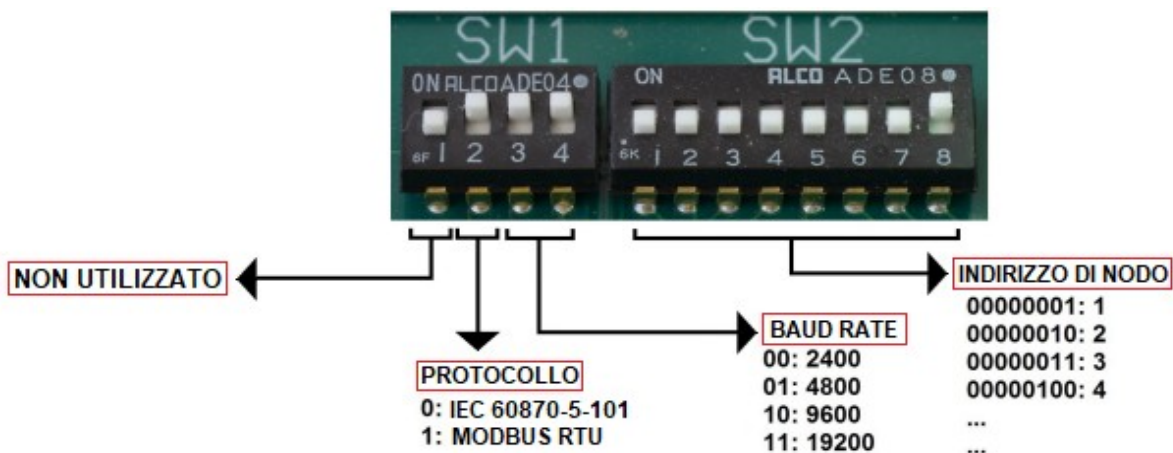 SW1 SW2
ON ALCO ADE04
ON ALCO ADE08
6F 1 2 3 4
6K 1 2 3 4 5 6 7 8
NON UTILIZZATO
PROTOCOLLO
0: IEC 60870-5-101
1: MODBUS RTU
BAUD RATE
00: 2400
01: 4800
10: 9600
11: 19200
INDIRIZZO DI NODO
00000001: 1
00000010: 2
00000011: 3
00000100: 4
...
...